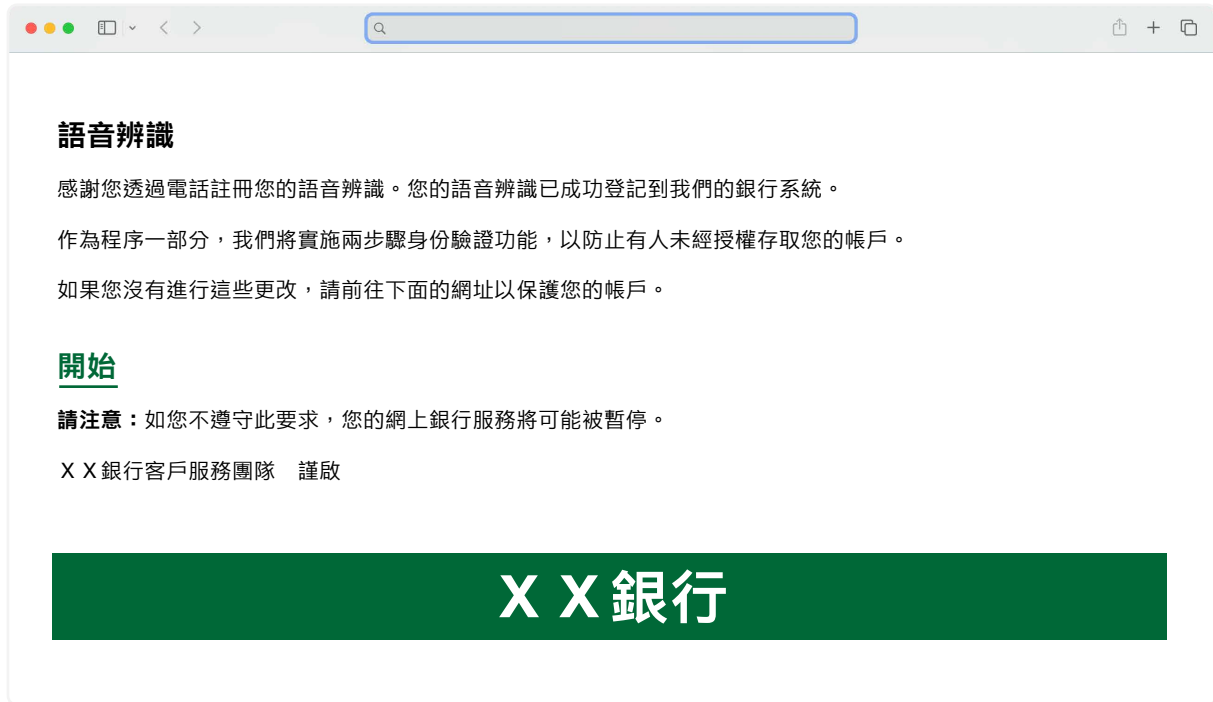 語音辨識
感謝您透過電話註冊您的語音辨識。您的語音辨識已成功登記到我們的銀行系統。
作為程序一部分，我們將實施兩步驟身份驗證功能，以防止有人未經授權存取您的帳戶。
如果您沒有進行這些更改，請前往下面的網址以保護您的帳戶。
開始
請注意：如您不遵守此要求，您的網上銀行服務將可能被暫停。
ＸＸ銀行客戶服務團隊　謹啟
ＸＸ銀行